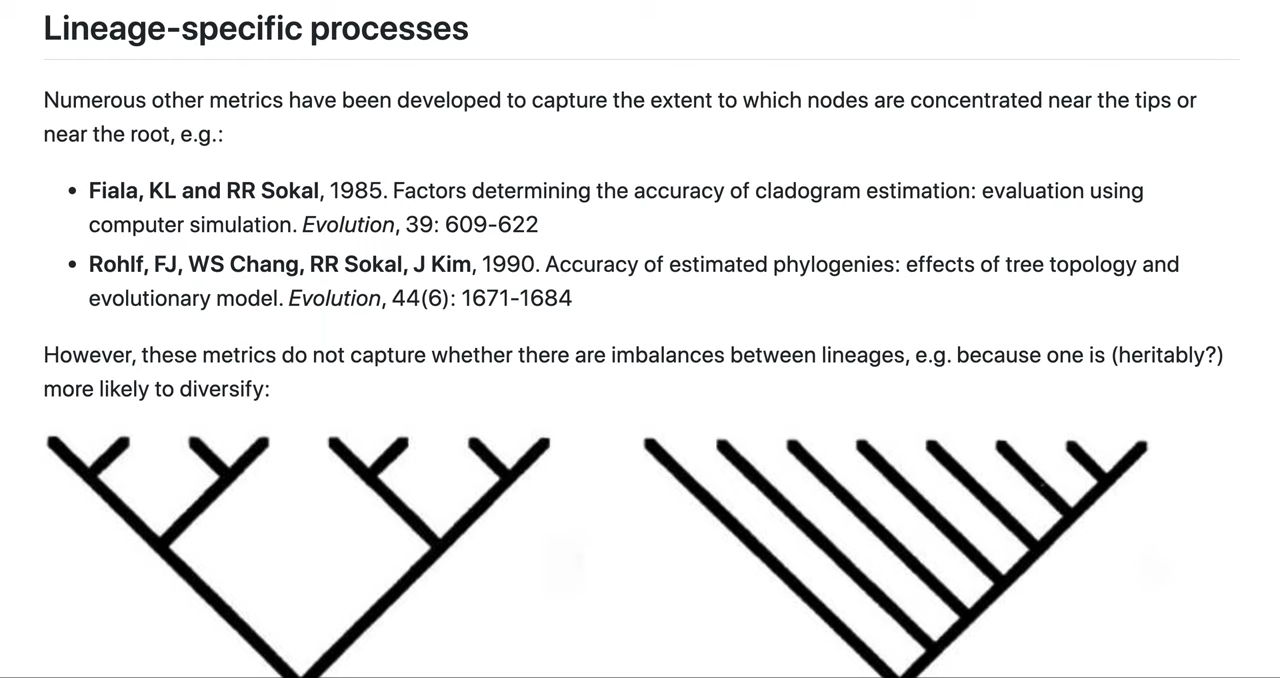 Lineage-specific processes
Numerous other metrics have been developed to capture the extent to which nodes are concentrated near the tips or
near the root, e.g.:
• Fiala, KL and RR Sokal, 1985. Factors determining the accuracy of cladogram estimation: evaluation using
computer simulation. Evolution, 39: 609-622
• Rohlf, FJ, WS Chang, RR Sokal, J Kim, 1990. Accuracy of estimated phylogenies: effects of tree topology and
evolutionary model. Evolution, 44(6): 1671-1684
However, these metrics do not capture whether there are imbalances between lineages, e.g. because one is (heritably?)
more likely to diversify: